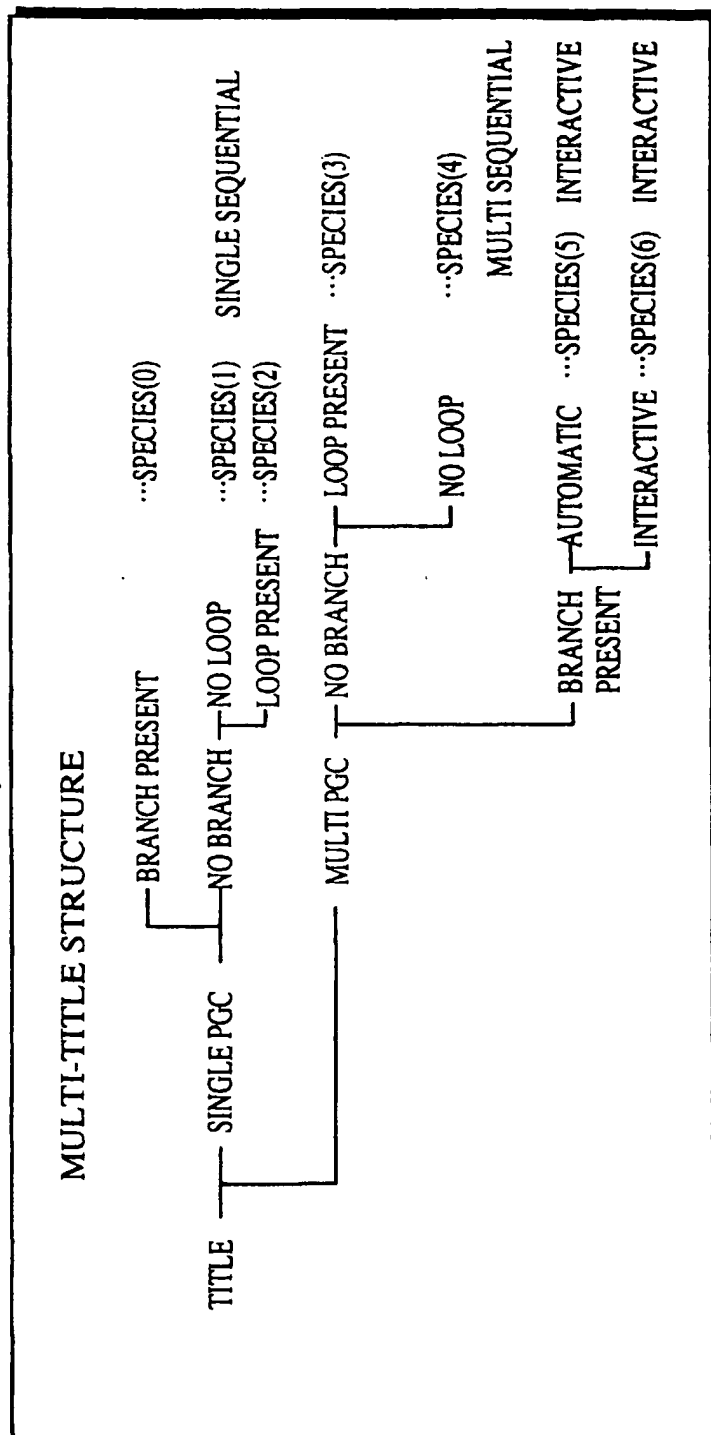 MULTI-TITLE STRUCTURE
BRANCH PRESENT ···SPECIES(0)
TITLE SINGLE PGC NO BRANCH NO LOOP ···SPECIES(1) SINGLE SEQUENTIAL
LOOP PRESENT ···SPECIES(2)
MULTI PGC NO BRANCH LOOP PRESENT ···SPECIES(3)
NO LOOP ···SPECIES(4)
MULTI SEQUENTIAL
BRANCH AUTOMATIC ···SPECIES(5) INTERACTIVE
PRESENT
INTERACTIVE ···SPECIES(6) INTERACTIVE